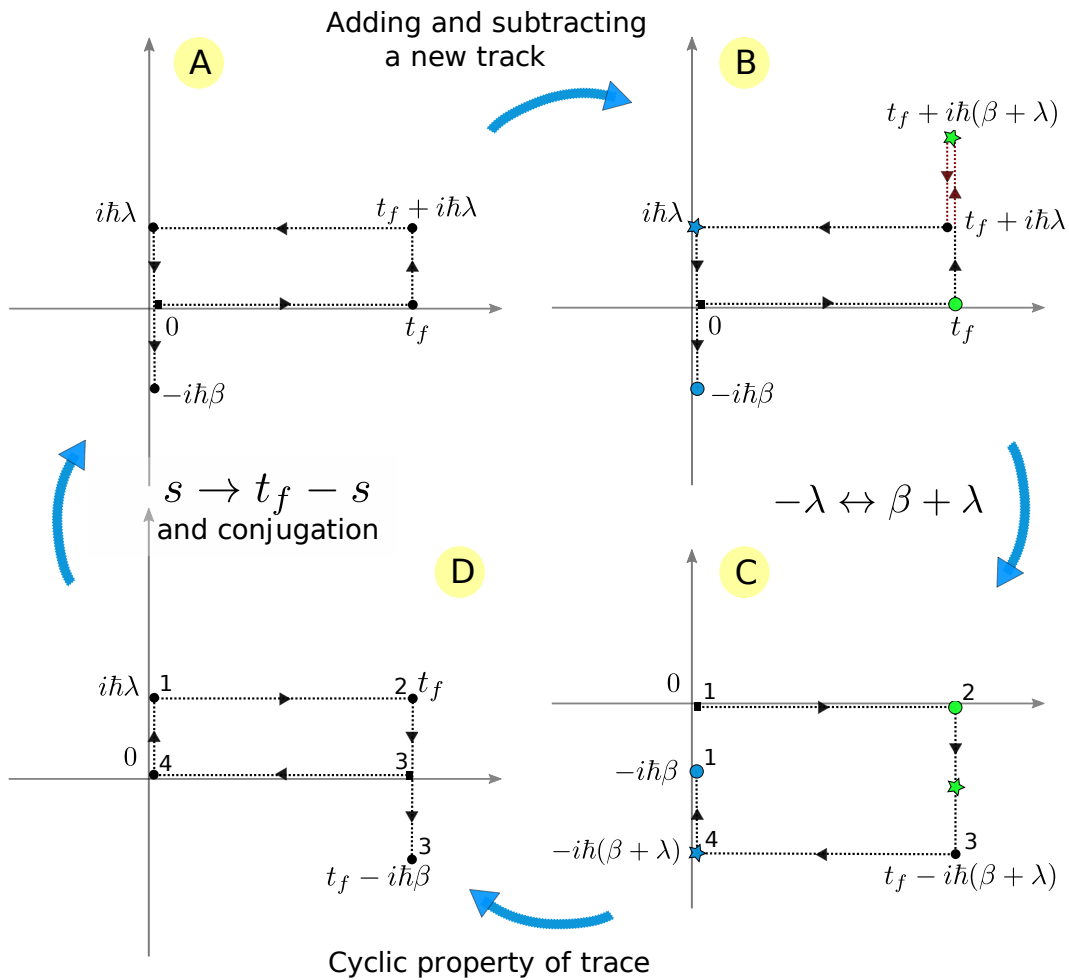 Adding and subtracting
a new track
A
B
iħλ
t_f + iħλ
0
t_f
−iħβ
t_f + iħ(β + λ)
iħλ
t_f + iħλ
0
t_f
−iħβ
s → t_f − s
and conjugation
−λ ↔ β + λ
D
C
iħλ
1
2
t_f
0
4
3
3
t_f − iħβ
0
1
2
−iħβ
1
−iħ(β + λ)
4
3
t_f − iħ(β + λ)
Cyclic property of trace